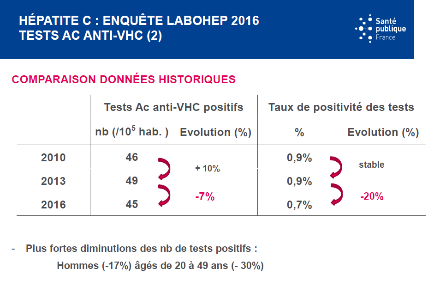 HÉPATITE C : ENQUÊTE LABOHEP 2016
TESTS AC ANTI-VHC (2)
Santé
publique
France
COMPARAISON DONNÉES HISTORIQUES
Tests Ac anti-VHC positifs Taux de positivité des tests
nb (/10⁵ hab. ) Evolution (%) % Evolution (%)
2010 46 0,9%
+ 10% stable
2013 49 0,9%
-7% -20%
2016 45 0,7%
- Plus fortes diminutions des nb de tests positifs :
Hommes (-17%) âgés de 20 à 49 ans (- 30%)